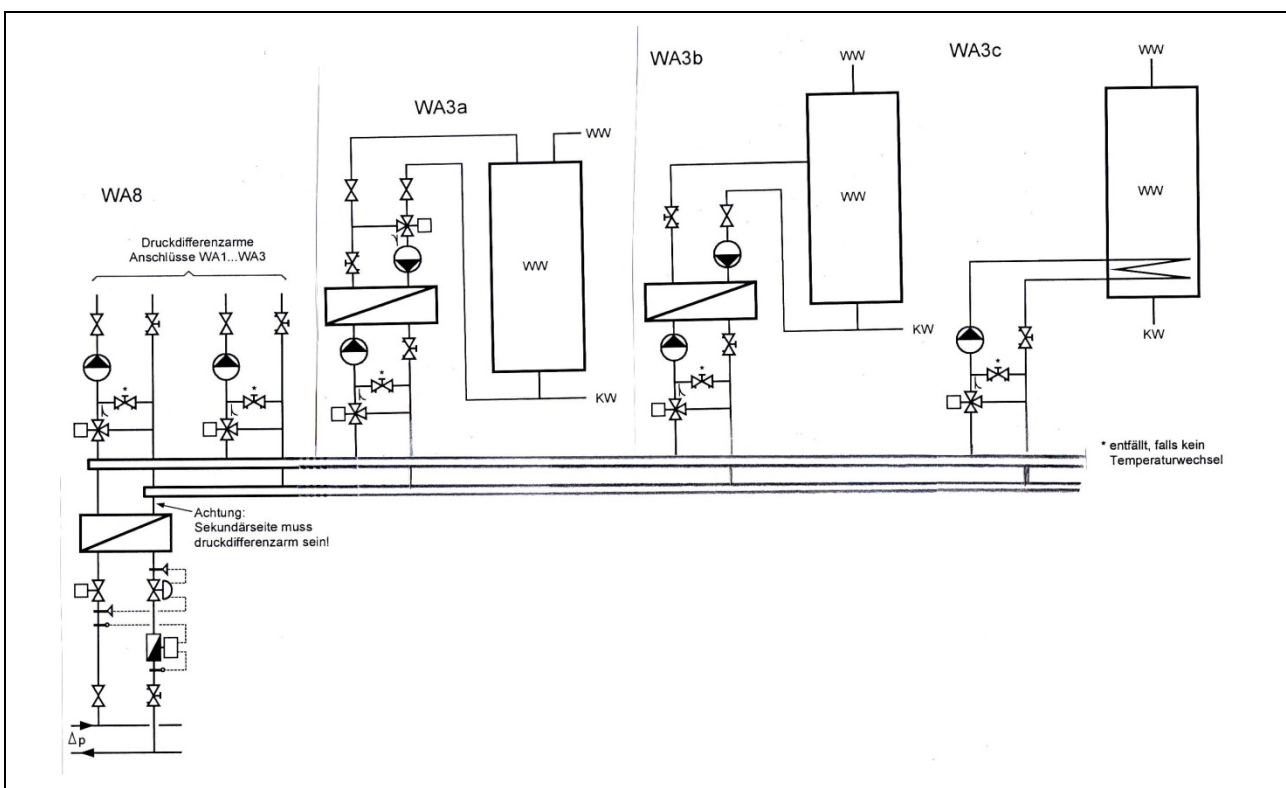 WA8
Druckdifferenzarme
Anschlüsse WA1...WA3
*
*
Achtung:
Sekundärseite muss
druckdifferenzarm sein!
Δp
WA3a
WW
WW
*
KW
WA3b
WW
WW
*
KW
WA3c
WW
WW
KW
*
* entfällt, falls kein
Temperaturwechsel